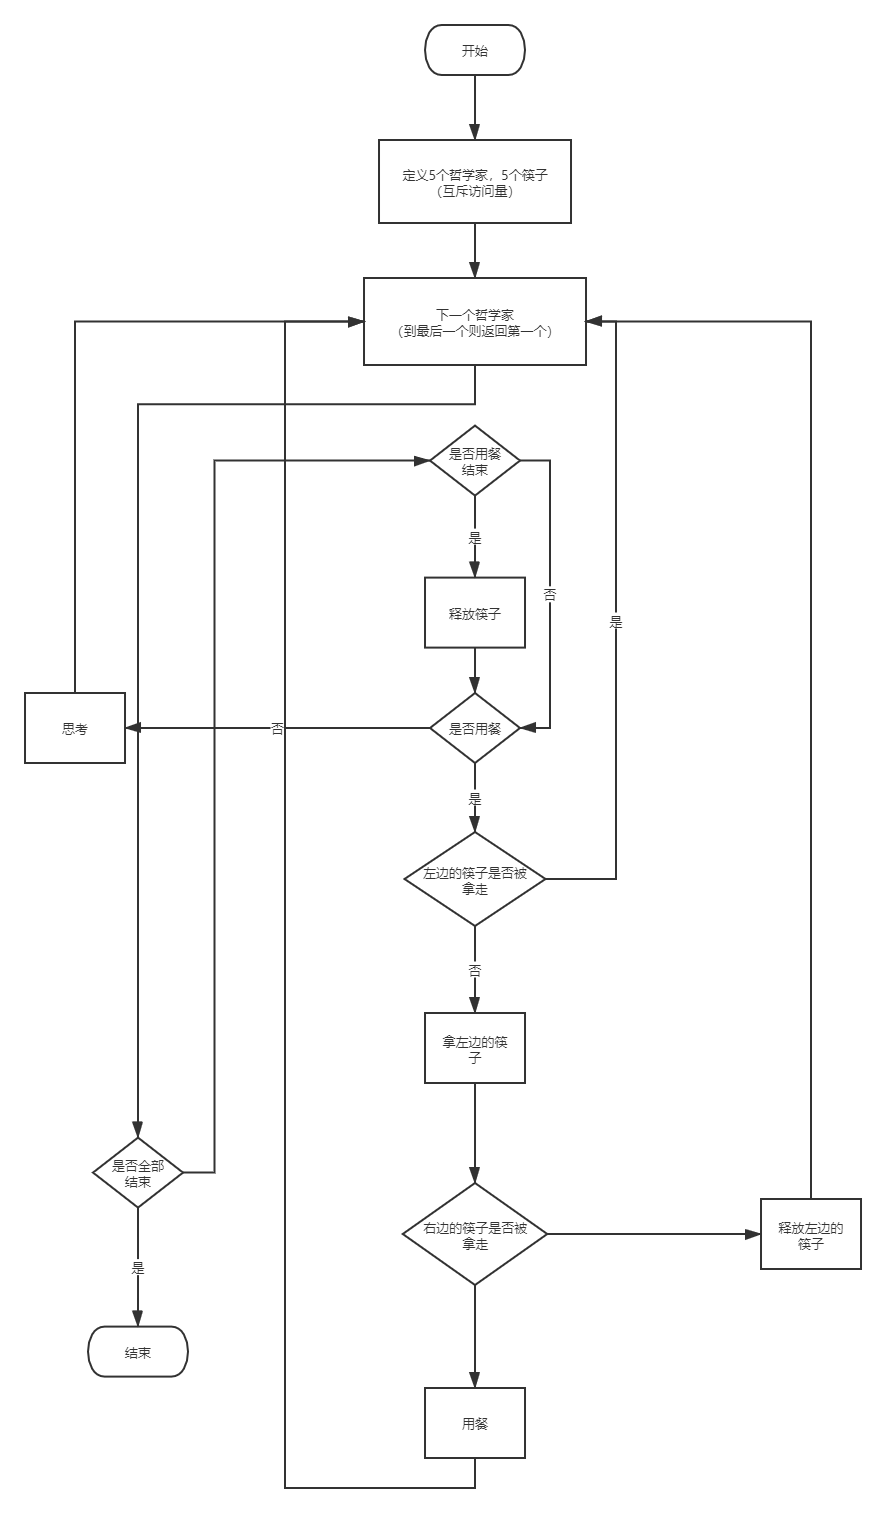 开始
定义5个哲学家，5个筷子
（互斥访问量）
下一个哲学家
（到最后一个则返回第一个）
是否用餐
结束
是
否
释放筷子
是
思考
否
是否用餐
是
左边的筷子是否被
拿走
否
拿左边的筷
子
是否全部
结束
右边的筷子是否被
拿走
释放左边的
筷子
是
结束
用餐